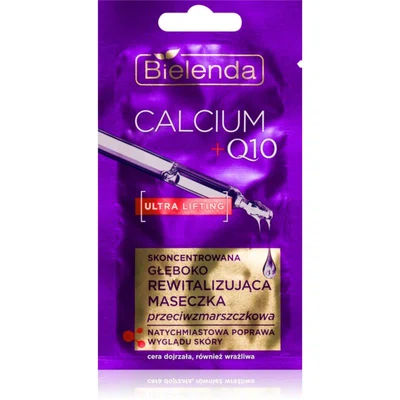 Bielenda
CALCIUM
+Q10
ULTRA LIFTING
SKONCENTROWANA
GŁĘBOKO
REWITALIZUJĄCA
MASECZKA
przeciwzmarszczkowa
NATYCHMIASTOWA POPRAWA
WYGLĄDU SKÓRY
cera dojrzała, również wrażliwa